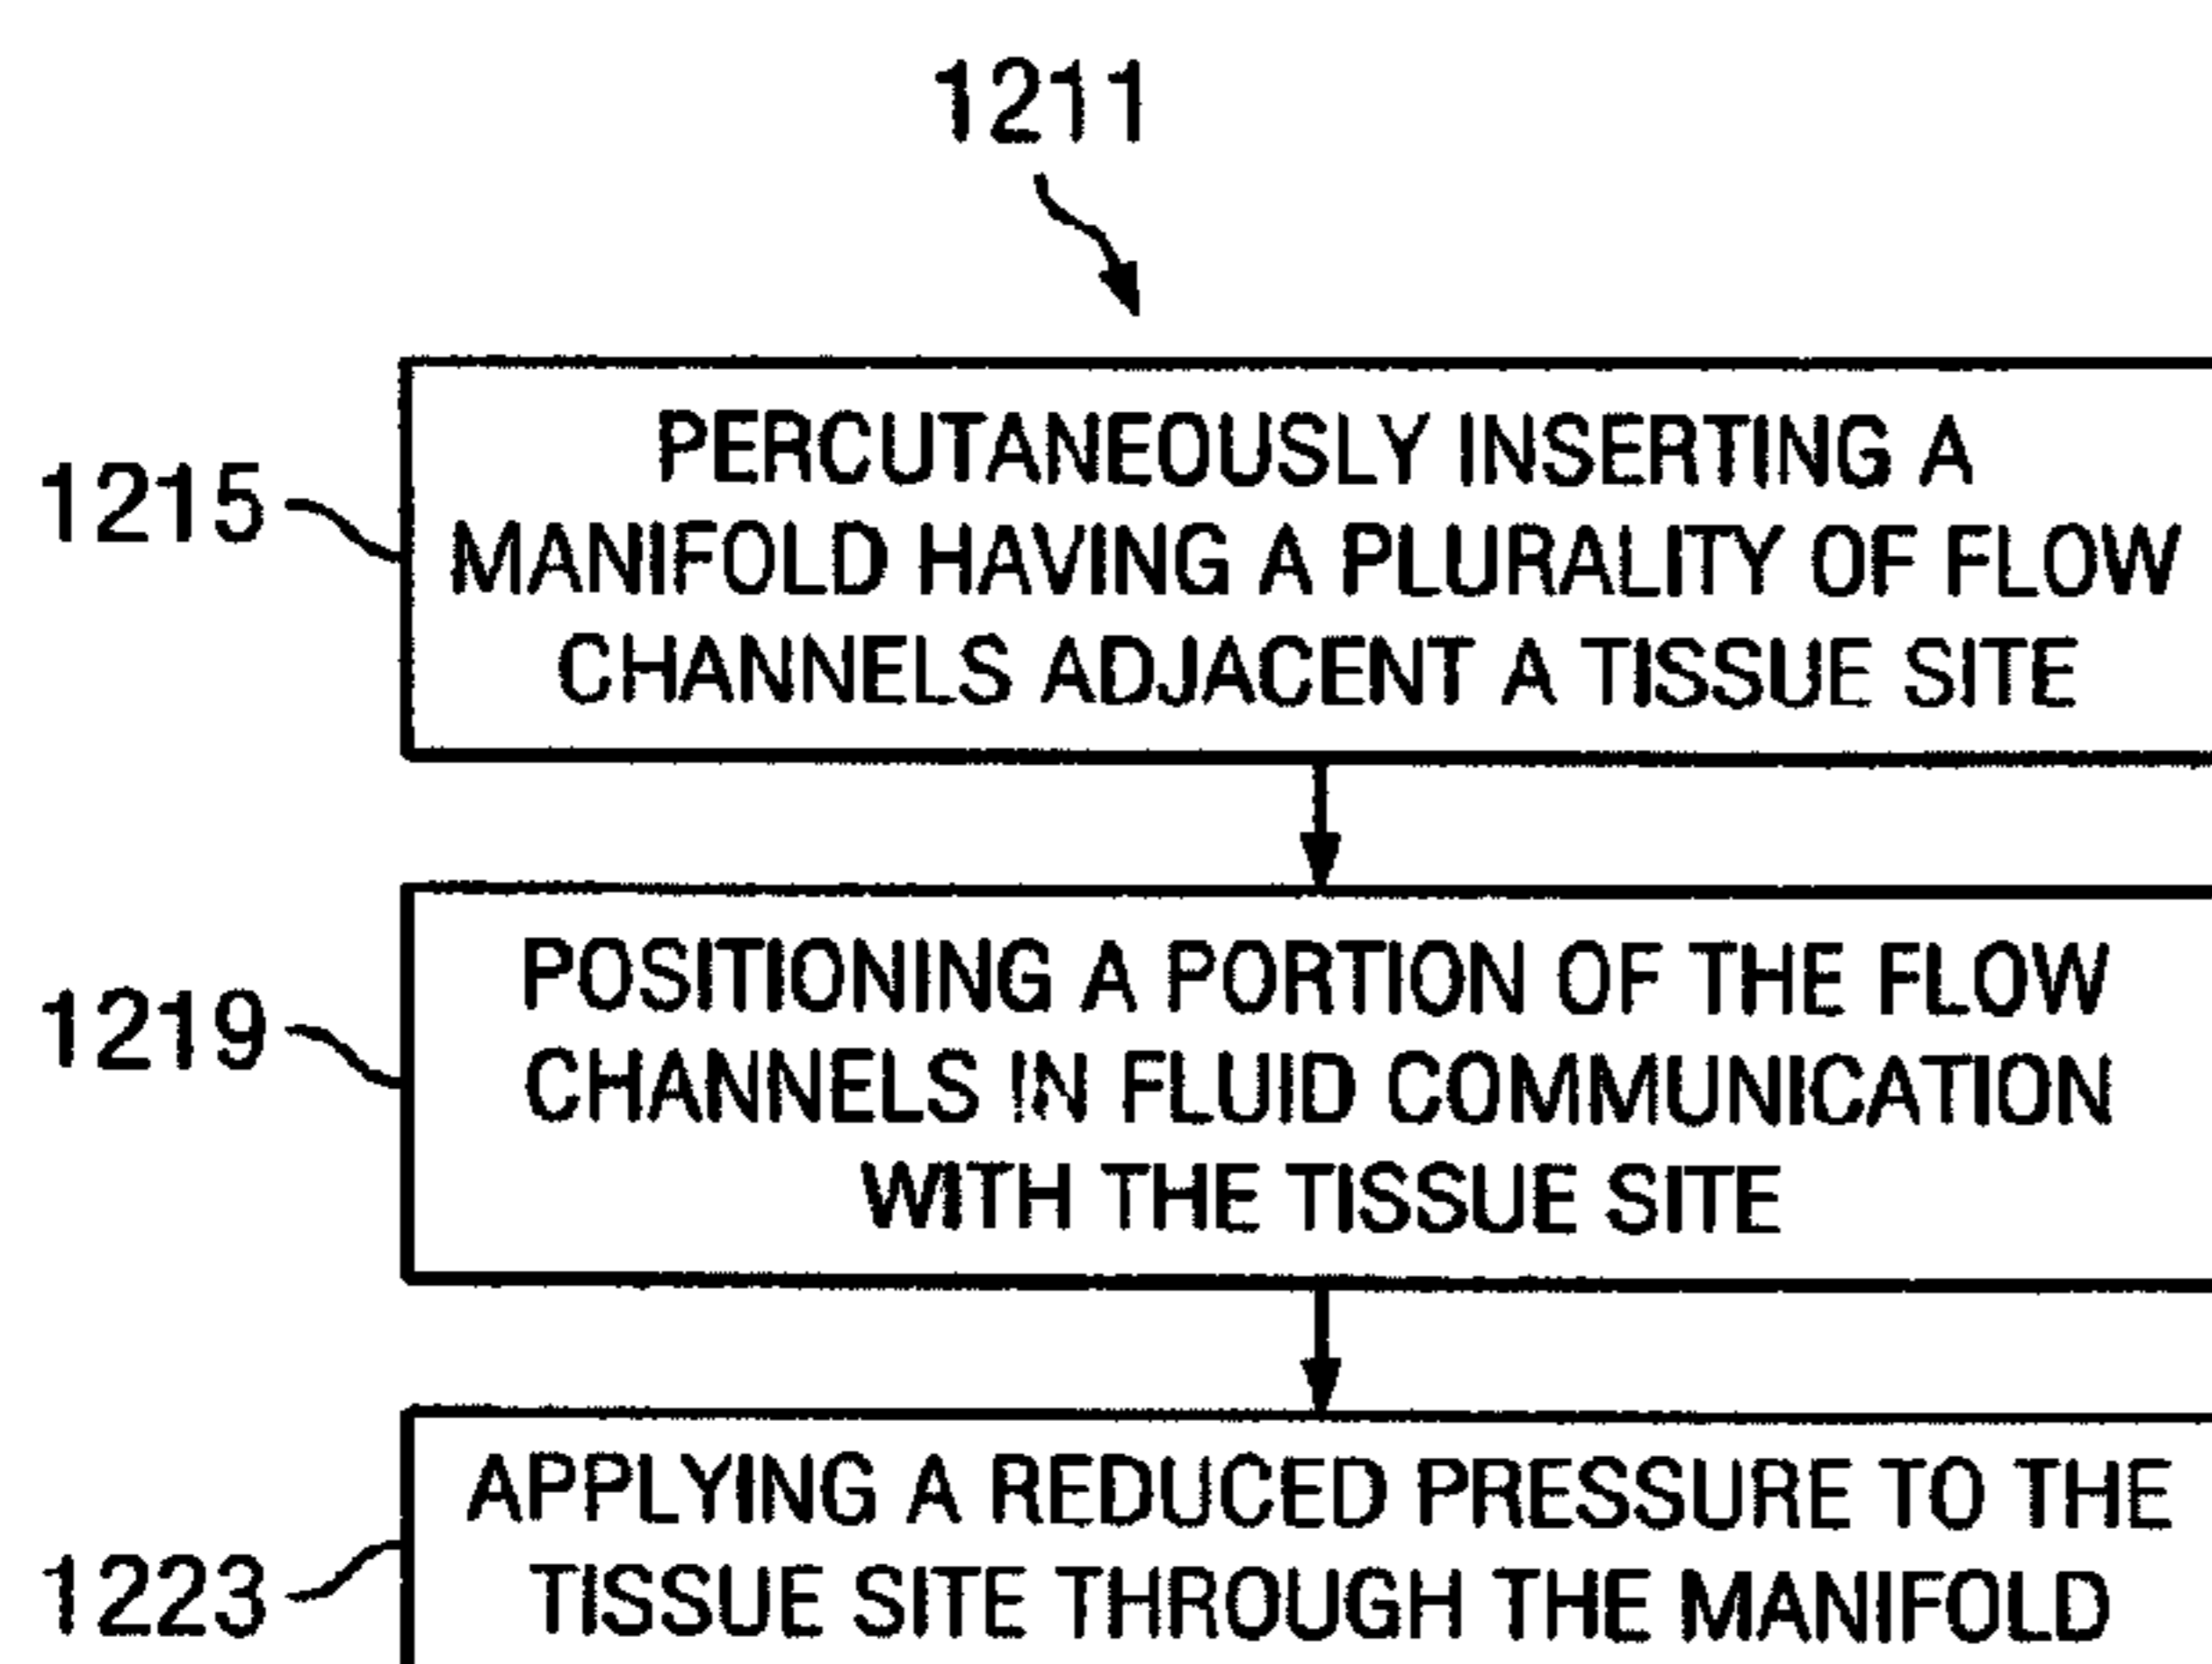 1211
1215
PERCUTANEOUSLY INSERTING A
MANIFOLD HAVING A PLURALITY OF FLOW
CHANNELS ADJACENT A TISSUE SITE
1219
POSITIONING A PORTION OF THE FLOW
CHANNELS IN FLUID COMMUNICATION
WITH THE TISSUE SITE
1223
APPLYING A REDUCED PRESSURE TO THE
TISSUE SITE THROUGH THE MANIFOLD